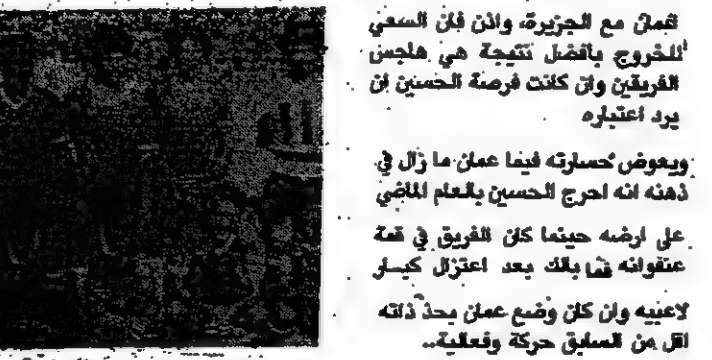 عمان مع الجزيرة، واذن فان السعي
للخروج بافضل نتيجة هي هاجس
الفريقين وان كانت فرصة الحسين ان
يرد اعتباره
ويعوض خسارته فيما عمان ما زال في
ذهنه انه احرج الحسين بالعام الماضي
على ارضه حينما كان الفريق في قمة
عنفوانه فما بالك بعد اعتزال كبار
لاعبيه وان كان وضع عمان بحد ذاته
اقل من السابق حركة وفعالية..